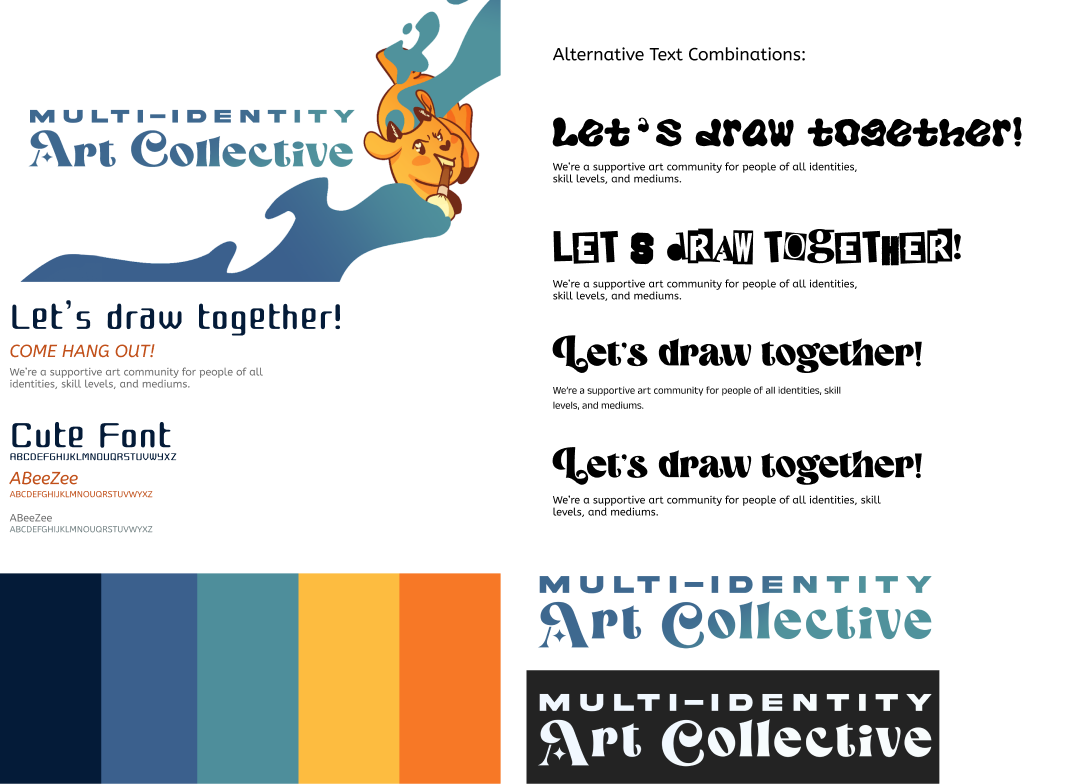 MULTI-IDENTITY
Art Collective
Let's draw together!
COME HANG OUT!
We're a supportive art community for people of all
identities, skill levels, and mediums.
Cute Font
ABCDEFGHIJKLMNOUQRSTUVWYXZ
ABeeZee
ABCDEFGHIJKLMNOUQRSTUVWYXZ
ABeeZee
ABCDEFGHIJKLMNOUQRSTUVWYXZ
Alternative Text Combinations:
Let's draw together!
We're a supportive art community for people of all identities,
skill levels, and mediums.
LET S dRAW TOgETHER!
We're a supportive art community for people of all identities,
skill levels, and mediums.
Let's draw together!
We're a supportive art community for people of all identities, skill
levels, and mediums.
Let's draw together!
We're a supportive art community for people of all identities, skill
levels, and mediums.
MULTI-IDENTITY
Art Collective
MULTI-IDENTITY
Art Collective